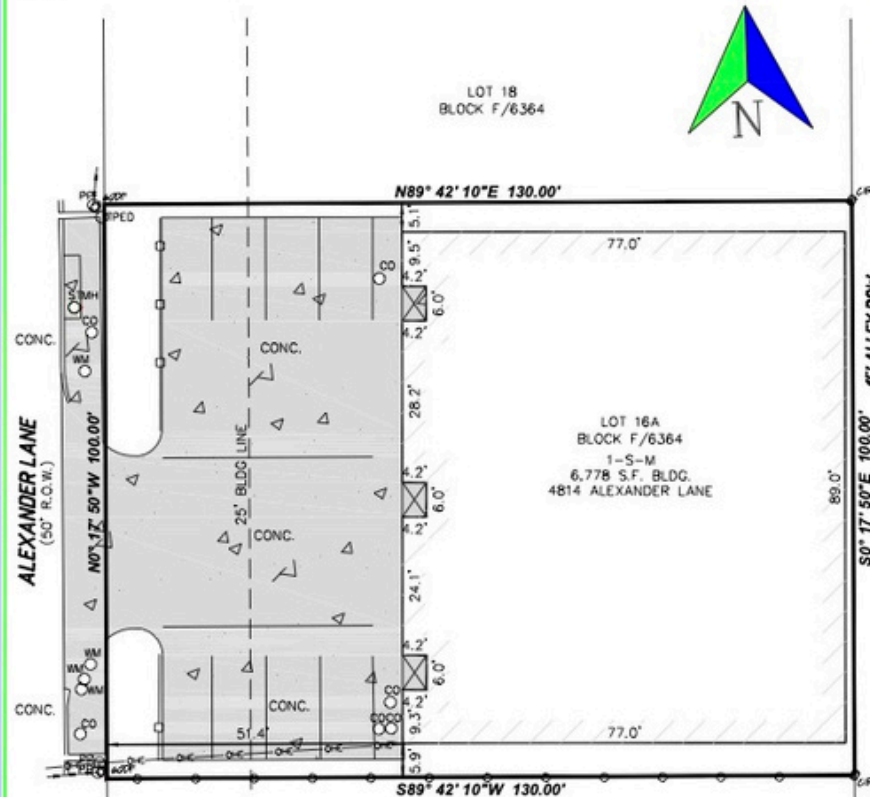 LOT 18
BLOCK F/6364
N
N89° 42' 10"E 130.00'
PP
TPED
5.1'
9.5'
77.0'
CO
4.2'
6.0'
TMH
CO
4.2'
CONC.
CONC.
WM
28.2'
ALEXANDER LANE
(50' R.O.W.)
N0° 17' 50"W 100.00'
25' BLDG LINE
LOT 16A
BLOCK F/6364
1-S-M
6,778 S.F. BLDG.
4814 ALEXANDER LANE
89.0'
S0° 17' 50"E 100.00'
4.2'
6.0'
CONC.
4.2'
24.1'
4.2'
6.0'
WM
WM
WM
CO
4.2'
CONC.
CONC.
COCO
9.3'
CO
51.4'
77.0'
5.9'
S89° 42' 10"W 130.00'